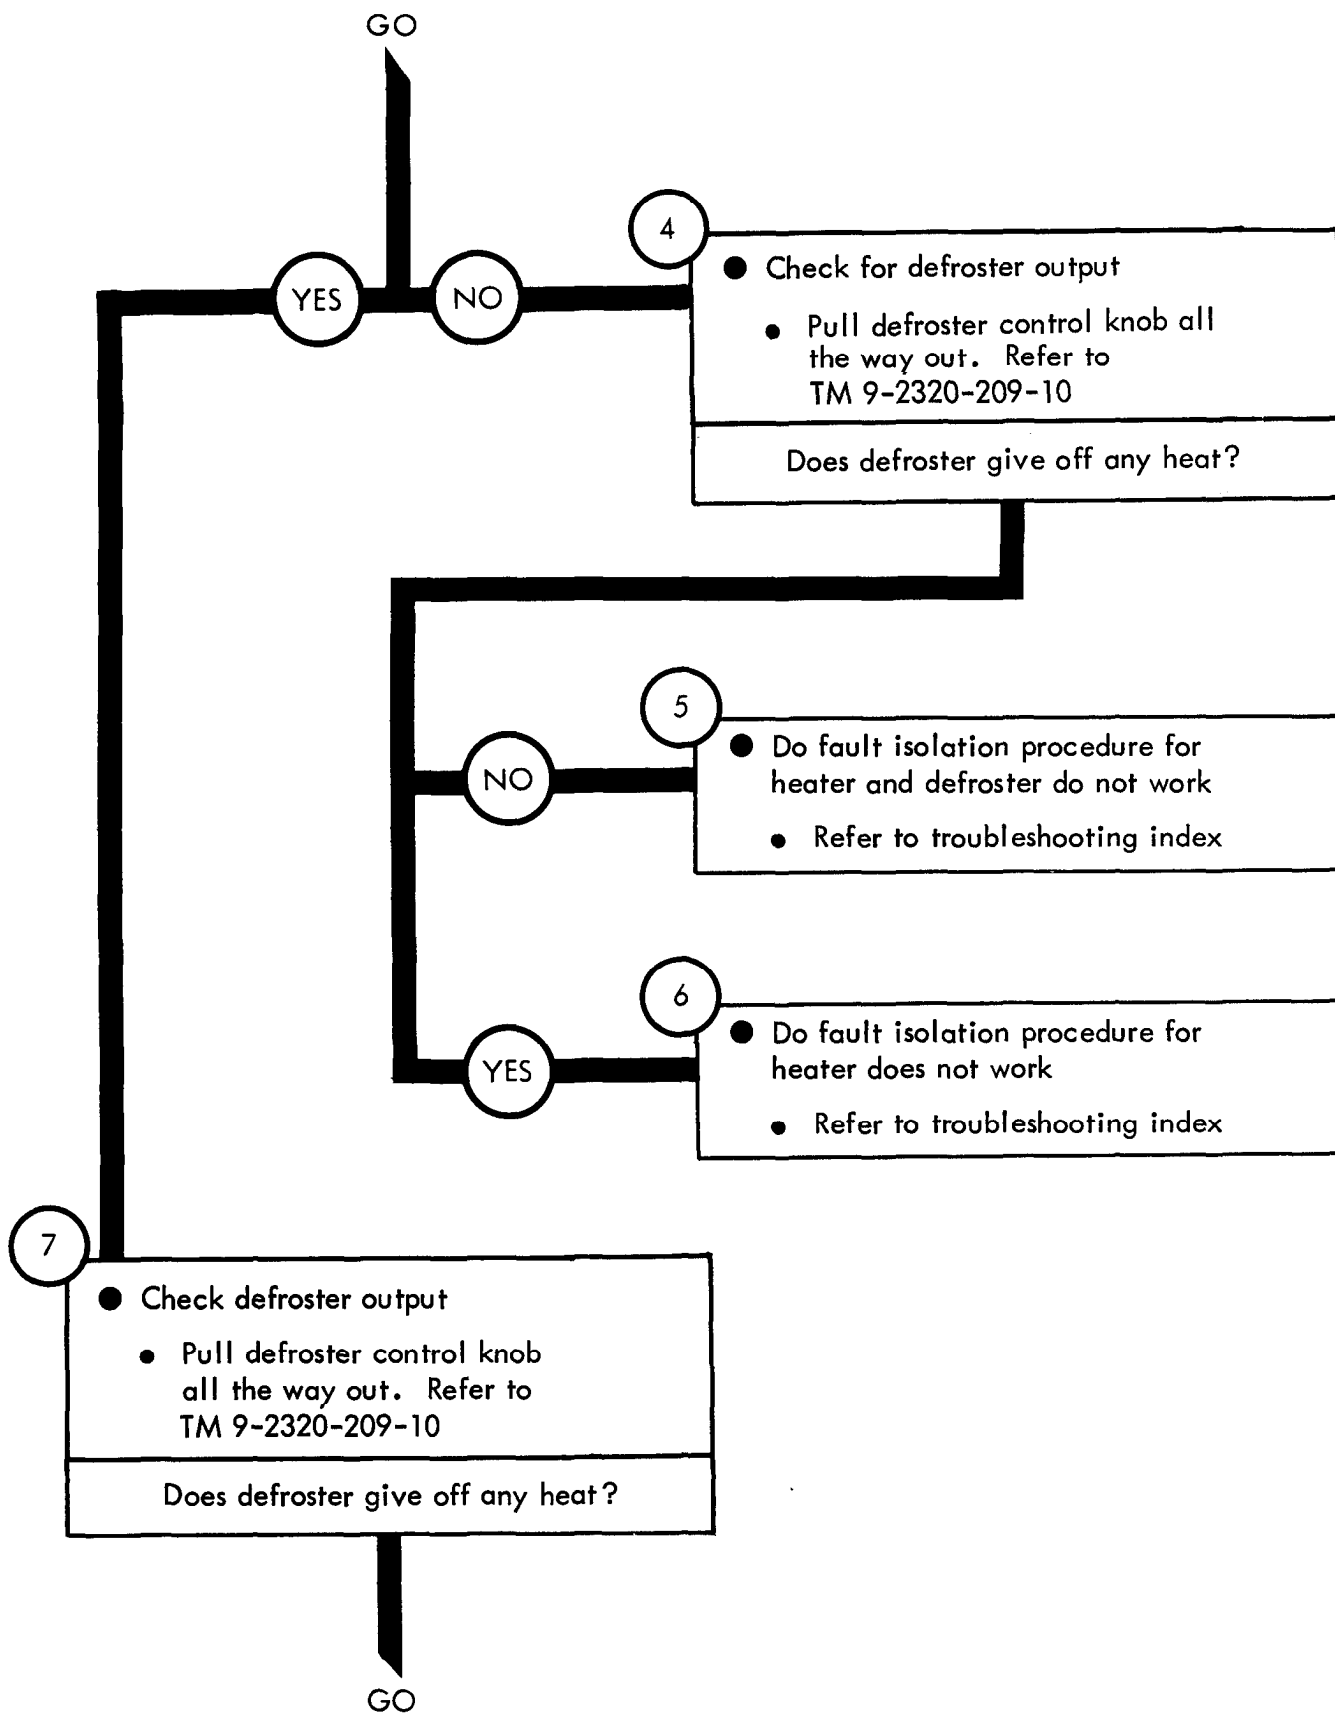 GO
YES
NO
4
● Check for defroster output
● Pull defroster control knob all
the way out. Refer to
TM 9-2320-209-10
Does defroster give off any heat?
NO
5
● Do fault isolation procedure for
heater and defroster do not work
● Refer to troubleshooting index
YES
6
● Do fault isolation procedure for
heater does not work
● Refer to troubleshooting index
7
● Check defroster output
● Pull defroster control knob
all the way out. Refer to
TM 9-2320-209-10
Does defroster give off any heat?
GO